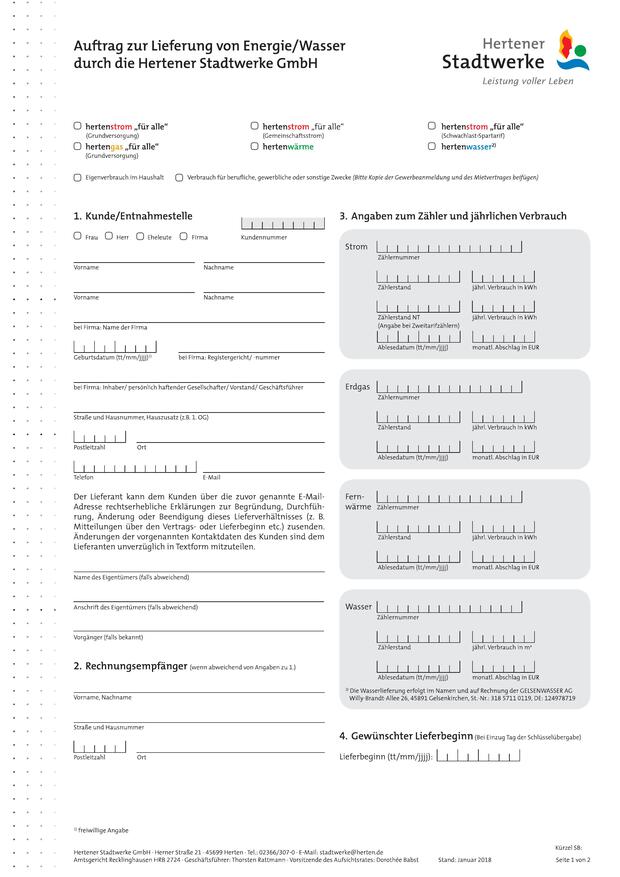 Auftrag zur Lieferung von Energie/Wasser
durch die Hertener Stadtwerke GmbH
Hertener
Stadtwerke
Leistung voller Leben
hertenstrom „für alle“
(Grundversorgung)
hertenstrom „für alle“
(Gemeinschaftsstrom)
hertenstrom „für alle“
(Schwachlast-Spartarif)
hertengas „für alle“
(Grundversorgung)
hertenwärme
hertenwasser2)
Eigenverbrauch im Haushalt
Verbrauch für berufliche, gewerbliche oder sonstige Zwecke (Bitte Kopie der Gewerbeanmeldung und des Mietvertrages beifügen)
1. Kunde/Entnahmestelle
Frau Herr Eheleute Firma
Kundennummer
Vorname Nachname
Vorname Nachname
bei Firma: Name der Firma
Geburtsdatum (tt/mm/jjjj)1) bei Firma: Registergericht/ -nummer
bei Firma: Inhaber/ persönlich haftender Gesellschafter/ Vorstand/ Geschäftsführer
Straße und Hausnummer, Hauszusatz (z.B. 1. OG)
Postleitzahl Ort
Telefon E-Mail
Der Lieferant kann dem Kunden über die zuvor genannte E-Mail-
Adresse rechtserhebliche Erklärungen zur Begründung, Durchfüh-
rung, Änderung oder Beendigung dieses Lieferverhältnisses (z. B.
Mitteilungen über den Vertrags- oder Lieferbeginn etc.) zusenden.
Änderungen der vorgenannten Kontaktdaten des Kunden sind dem
Lieferanten unverzüglich in Textform mitzuteilen.
Name des Eigentümers (falls abweichend)
Anschrift des Eigentümers (falls abweichend)
Vorgänger (falls bekannt)
2. Rechnungsempfänger (wenn abweichend von Angaben zu 1.)
Vorname, Nachname
Straße und Hausnummer
Postleitzahl Ort
3. Angaben zum Zähler und jährlichen Verbrauch
Strom
Zählernummer
Zählerstand jährl. Verbrauch in kWh
Zählerstand NT jährl. Verbrauch in kWh
(Angabe bei Zweitarifzählern)
Ablesedatum (tt/mm/jjjj) monatl. Abschlag in EUR
Erdgas
Zählernummer
Zählerstand jährl. Verbrauch in kWh
Ablesedatum (tt/mm/jjjj) monatl. Abschlag in EUR
Fern-
wärme Zählernummer
Zählerstand jährl. Verbrauch in kWh
Ablesedatum (tt/mm/jjjj) monatl. Abschlag in EUR
Wasser
Zählernummer
Zählerstand jährl. Verbrauch in m³
Ablesedatum (tt/mm/jjjj) monatl. Abschlag in EUR
2) Die Wasserlieferung erfolgt im Namen und auf Rechnung der GELSENWASSER AG
Willy-Brandt-Allee 26, 45891 Gelsenkirchen, St.-Nr.: 318 5711 0119, DE: 124978719
4. Gewünschter Lieferbeginn (Bei Einzug Tag der Schlüsselübergabe)
Lieferbeginn (tt/mm/jjjj):
1) freiwillige Angabe
Hertener Stadtwerke GmbH · Herner Straße 21 · 45699 Herten · Tel.: 02366/307-0 · E-Mail: stadtwerke@herten.de
Amtsgericht Recklinghausen HRB 2724 · Geschäftsführer: Thorsten Rattmann · Vorsitzende des Aufsichtsrates: Dorothée Babst
Stand: Januar 2018
Kürzel SB:
Seite 1 von 2